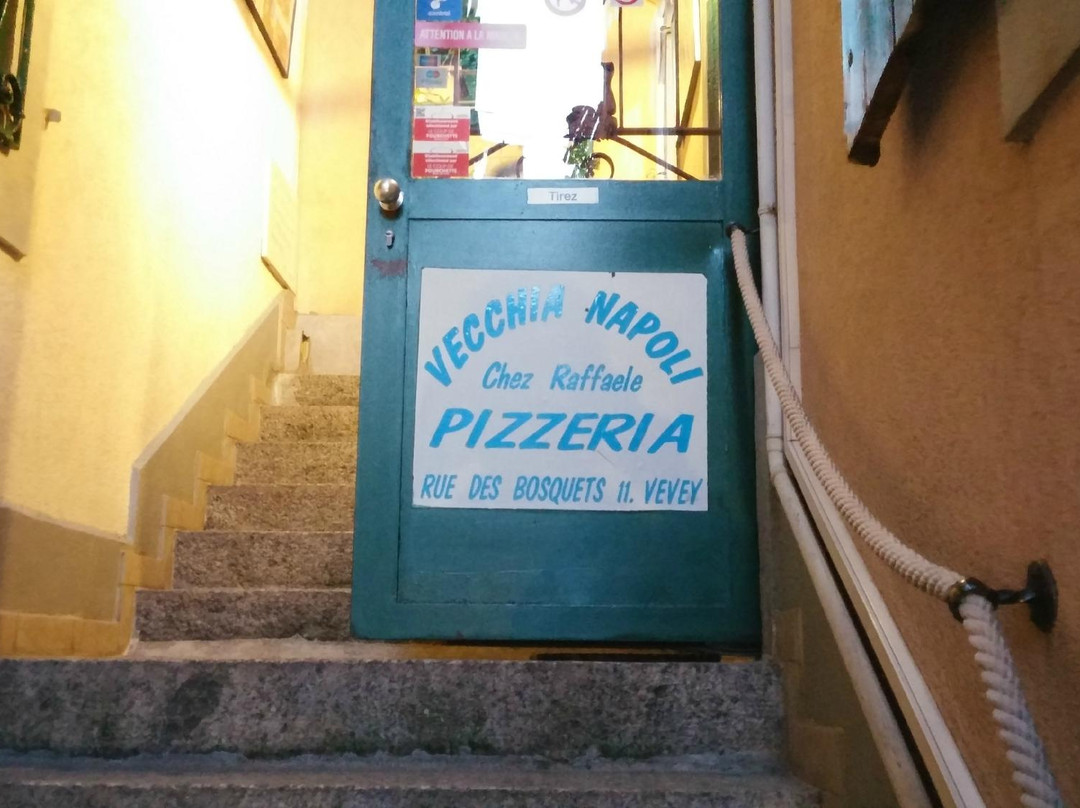 ATTENTION A LA
Tirez
VECCHIA NAPOLI
Chez Raffaele
PIZZERIA
RUE DES BOSQUETS 11. VEVEY